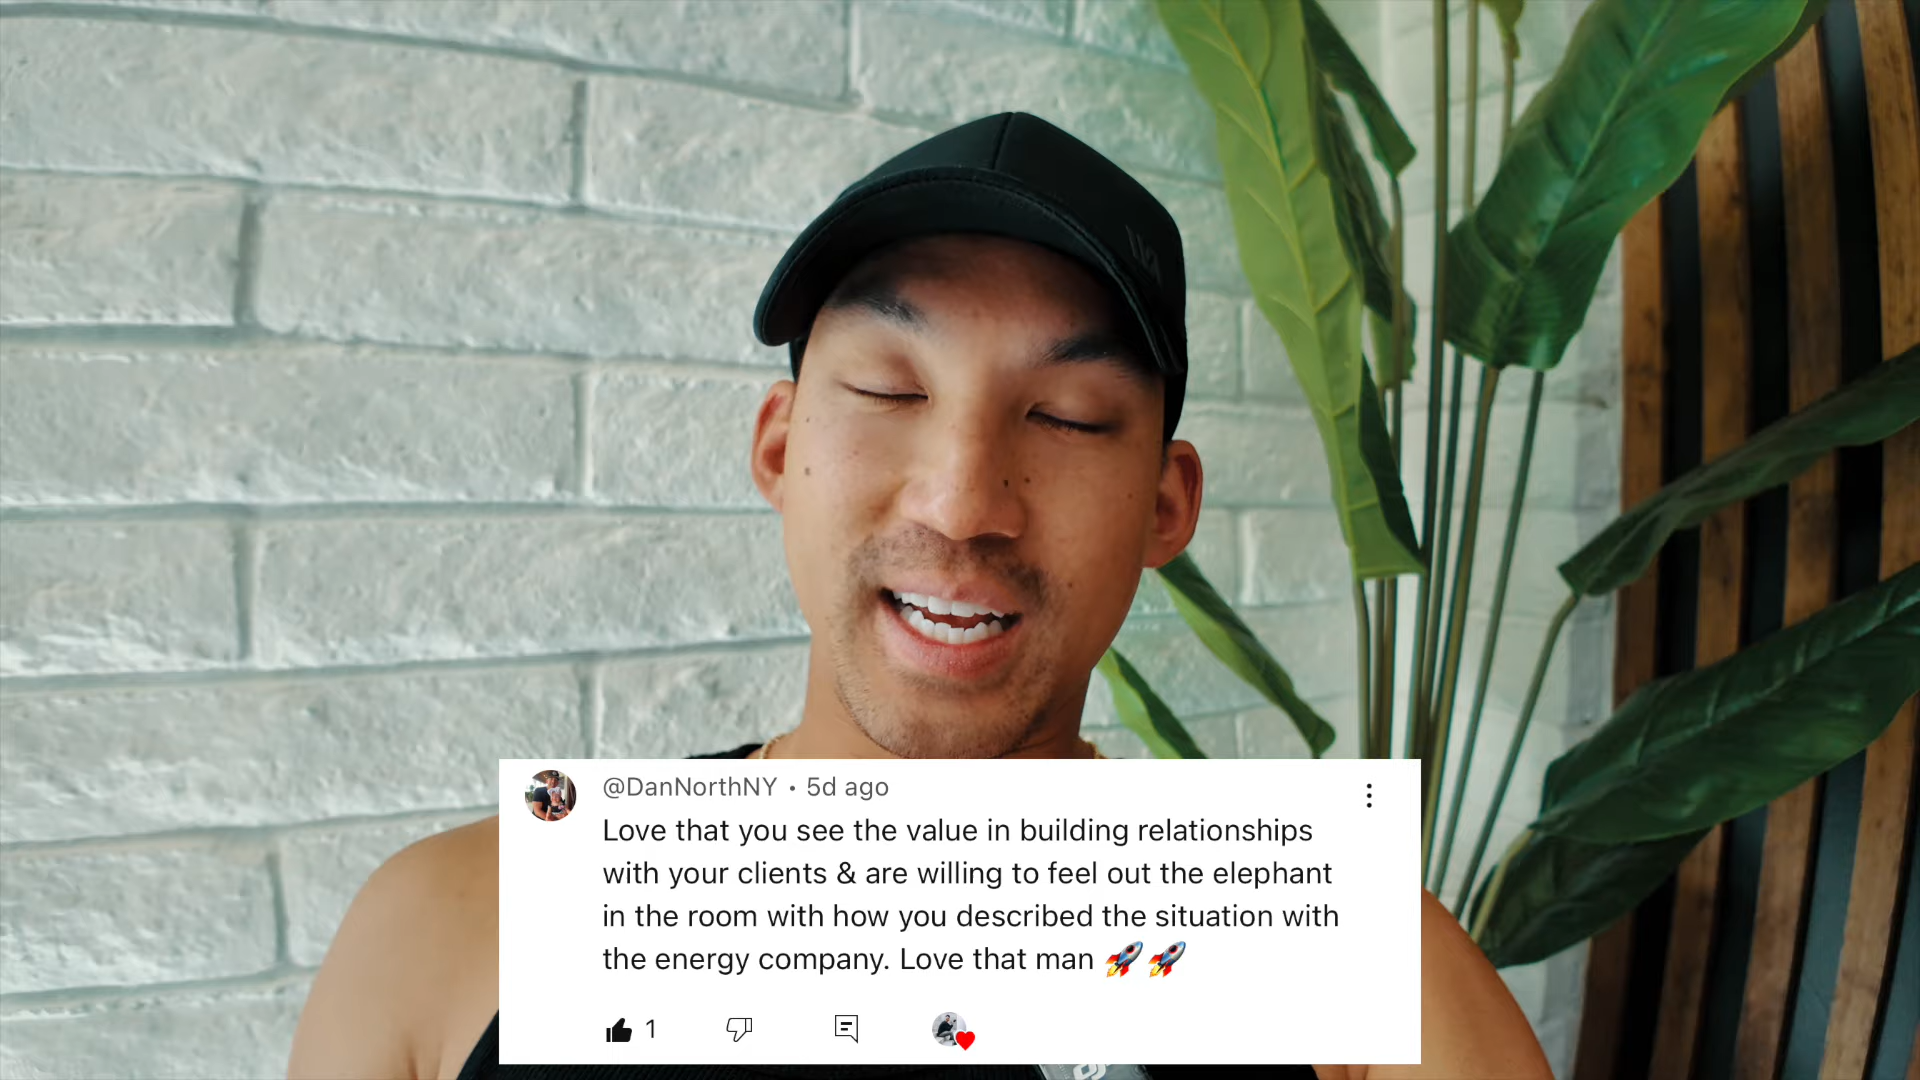 @DanNorthNY • 5d ago
Love that you see the value in building relationships
with your clients & are willing to feel out the elephant
in the room with how you described the situation with
the energy company. Love that man 🚀🚀
1